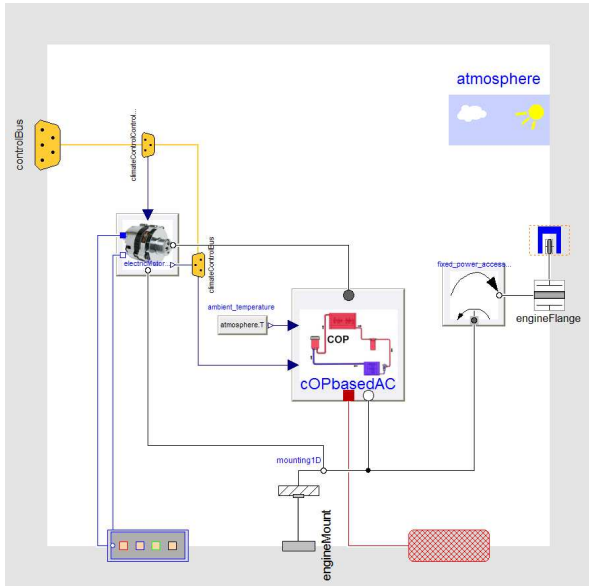 atmosphere
controlBus
climateControlControl...
electricMotor...
climateControlBus
fixed_power_access...
ambient_temperature
atmosphere.T
COP
cOPbasedAC
engineFlange
mounting1D
engineMount